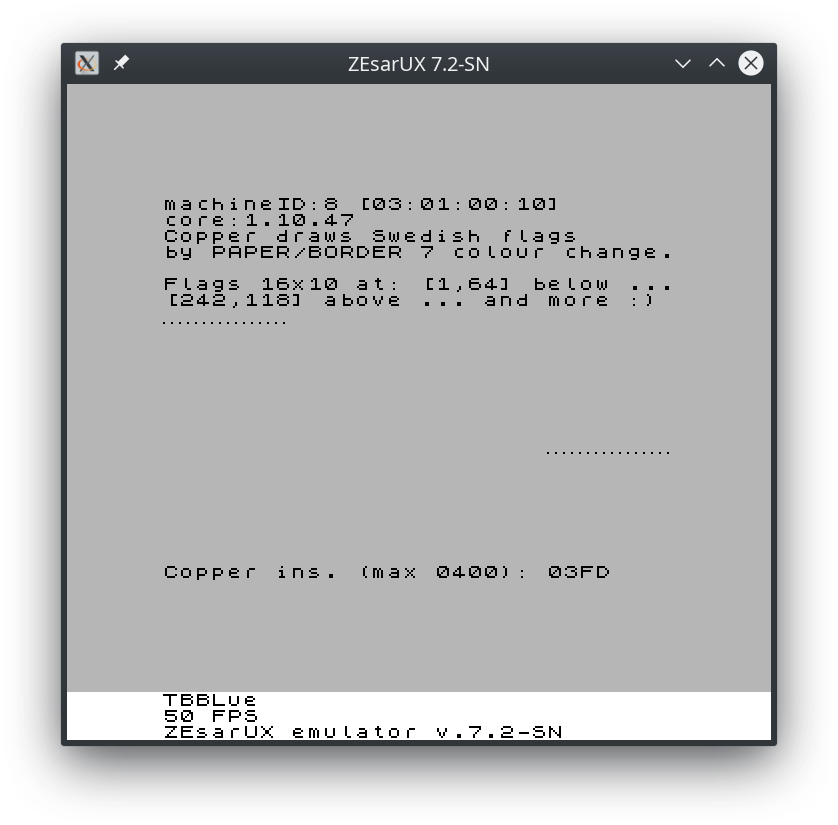 ZEsarUX 7.2-SN
machineID:8 [03:01:00:10]
core:1.10.47
Copper draws Swedish flags
by PAPER/BORDER 7 colour change.
Flags 16x10 at: [1,64] below ...
[242,118] above ... and more :)
................
................
Copper ins. (max 0400): 03FD
TBBLue
50 FPS
ZEsarUX emulator v.7.2-SN